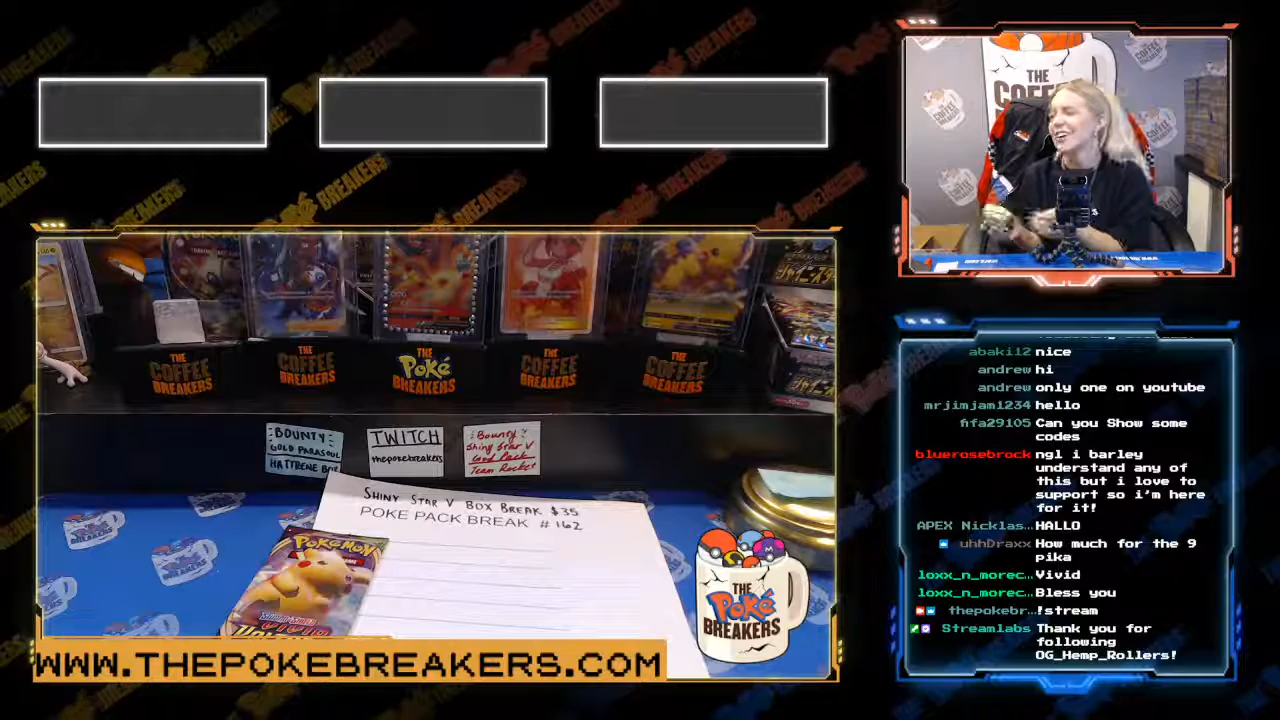 THE
COFFEE
THE
COFFEE
BREAKERS
THE
COFFEE
BREAKERS
THE
Poké
BREAKERS
THE
COFFEE
BREAKERS
THE
COFFEE
BREAKERS
BOUNTY
GOLD PARASOL
HATTRENE BOX
TWITCH
thepokebreakers
Bounty
Shiny Star V
God Pack
Team Rocket
SHINY STAR V BOX BREAK $35
POKE PACK BREAK # 162
POKéMON
THE
Poké
BREAKERS
WWW.THEPOKEBREAKERS.COM
abaki12 nice
andrew hi
andrew only one on youtube
mrjimjam1234 hello
fifa29105 Can you Show some
codes
bluerosebrock ngl i barley
understand any of
this but i love to
support so i'm here
for it!
APEX Nicklas… HALLO
uhhDraxx How much for the 9
pika
loxx_n_morec… Vivid
loxx_n_morec… Bless you
thepokebr… !stream
Streamlabs Thank you for
following
OG_Hemp_Rollers!